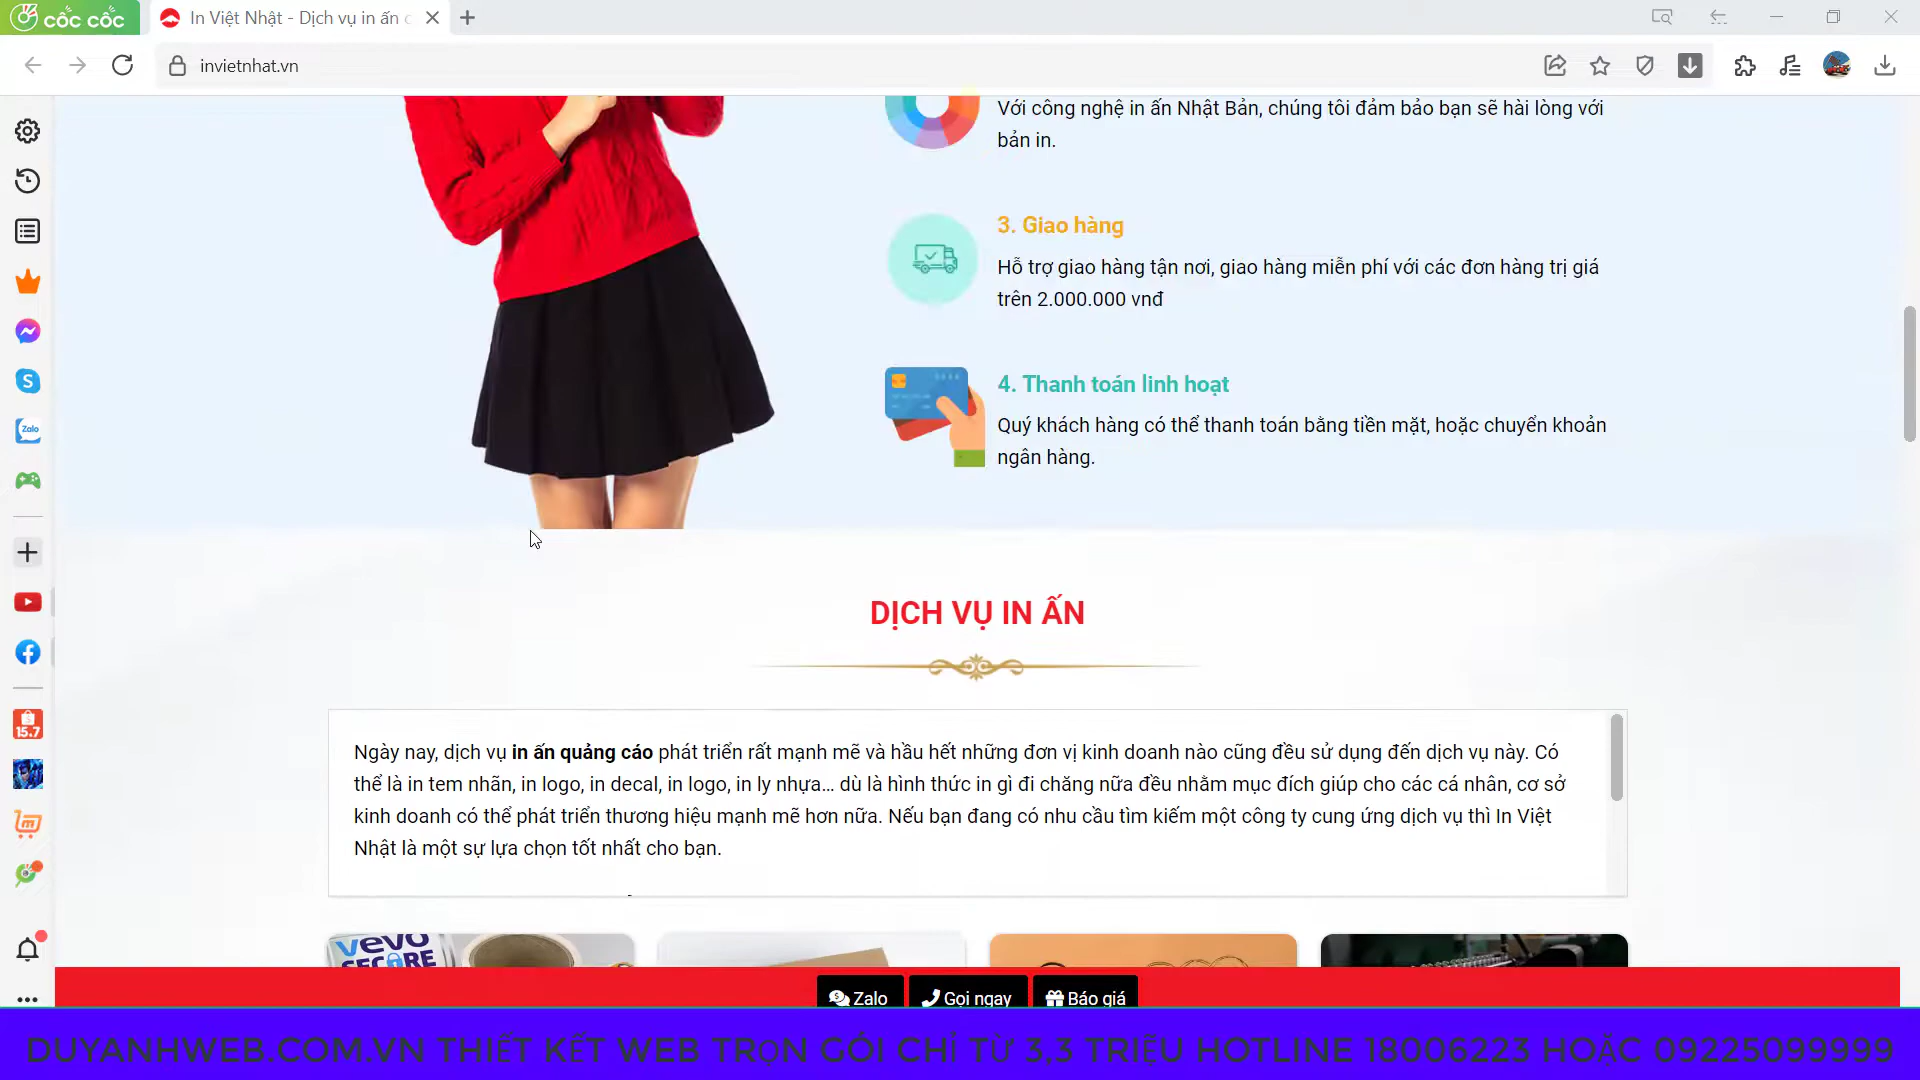 cốc cốc
In Việt Nhật - Dịch vụ in ấn
invietnhat.vn
Với công nghệ in ấn Nhật Bản, chúng tôi đảm bảo bạn sẽ hài lòng với
bản in.
3. Giao hàng
Hỗ trợ giao hàng tận nơi, giao hàng miễn phí với các đơn hàng trị giá
trên 2.000.000 vnđ
4. Thanh toán linh hoạt
Quý khách hàng có thể thanh toán bằng tiền mặt, hoặc chuyển khoản
ngân hàng.
S
Zalo
15.7
DỊCH VỤ IN ẤN
Ngày nay, dịch vụ in ấn quảng cáo phát triển rất mạnh mẽ và hầu hết những đơn vị kinh doanh nào cũng đều sử dụng đến dịch vụ này. Có
thể là in tem nhãn, in logo, in decal, in logo, in ly nhựa... dù là hình thức in gì đi chăng nữa đều nhằm mục đích giúp cho các cá nhân, cơ sở
kinh doanh có thể phát triển thương hiệu mạnh mẽ hơn nữa. Nếu bạn đang có nhu cầu tìm kiếm một công ty cung ứng dịch vụ thì In Việt
Nhật là một sự lựa chọn tốt nhất cho bạn.
vevo
SECURE
Zalo
Gọi ngay
Báo giá
DUYANHWEB.COM.VN THIẾT KẾT WEB TRỌN GÓI CHỈ TỪ 3,3 TRIỆU HOTLINE 18006223 HOẶC 09225099999